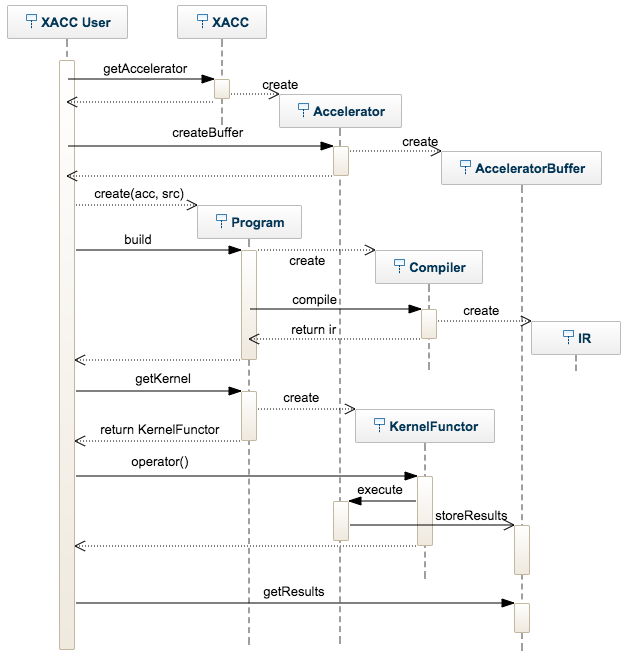 XACC User
XACC
getAccelerator
create
Accelerator
createBuffer
create
AcceleratorBuffer
create(acc, src)
Program
build
create
Compiler
compile
create
return ir
IR
getKernel
create
return KernelFunctor
KernelFunctor
operator()
execute
storeResults
getResults